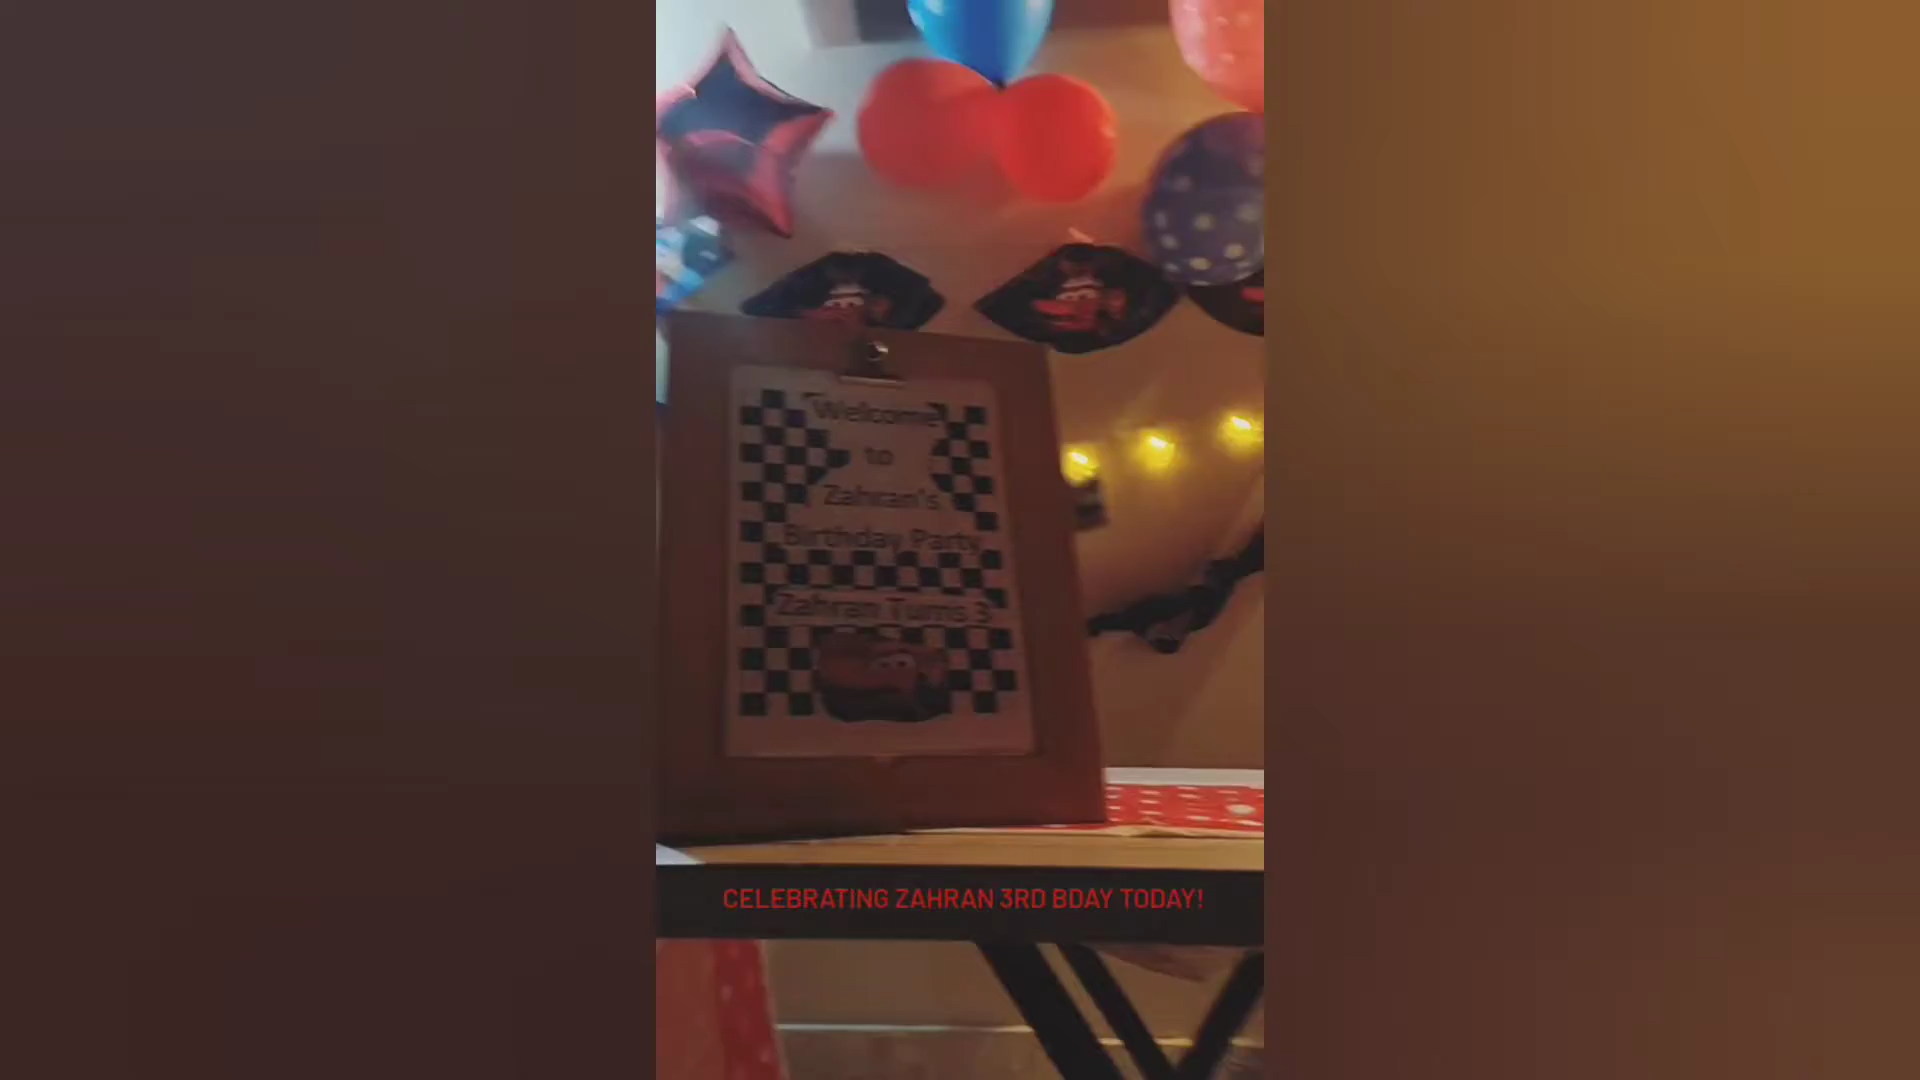 Welcome
to
Zahran's
Birthday Party
Zahran Turns 3
CELEBRATING ZAHRAN 3RD BDAY TODAY!